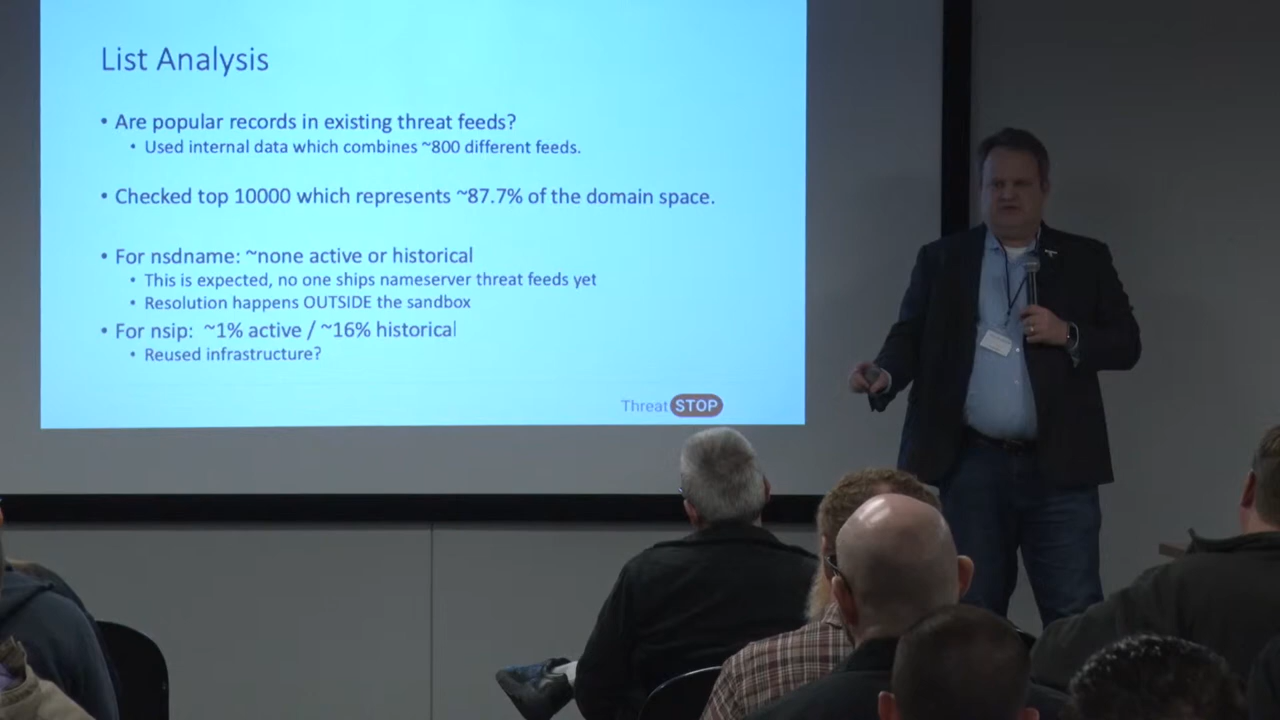 List Analysis
• Are popular records in existing threat feeds?
• Used internal data which combines ~800 different feeds.
• Checked top 10000 which represents ~87.7% of the domain space.
• For nsdname: ~none active or historical
• This is expected, no one ships nameserver threat feeds yet
• Resolution happens OUTSIDE the sandbox
• For nsip: ~1% active / ~16% historical
• Reused infrastructure?
Threat STOP